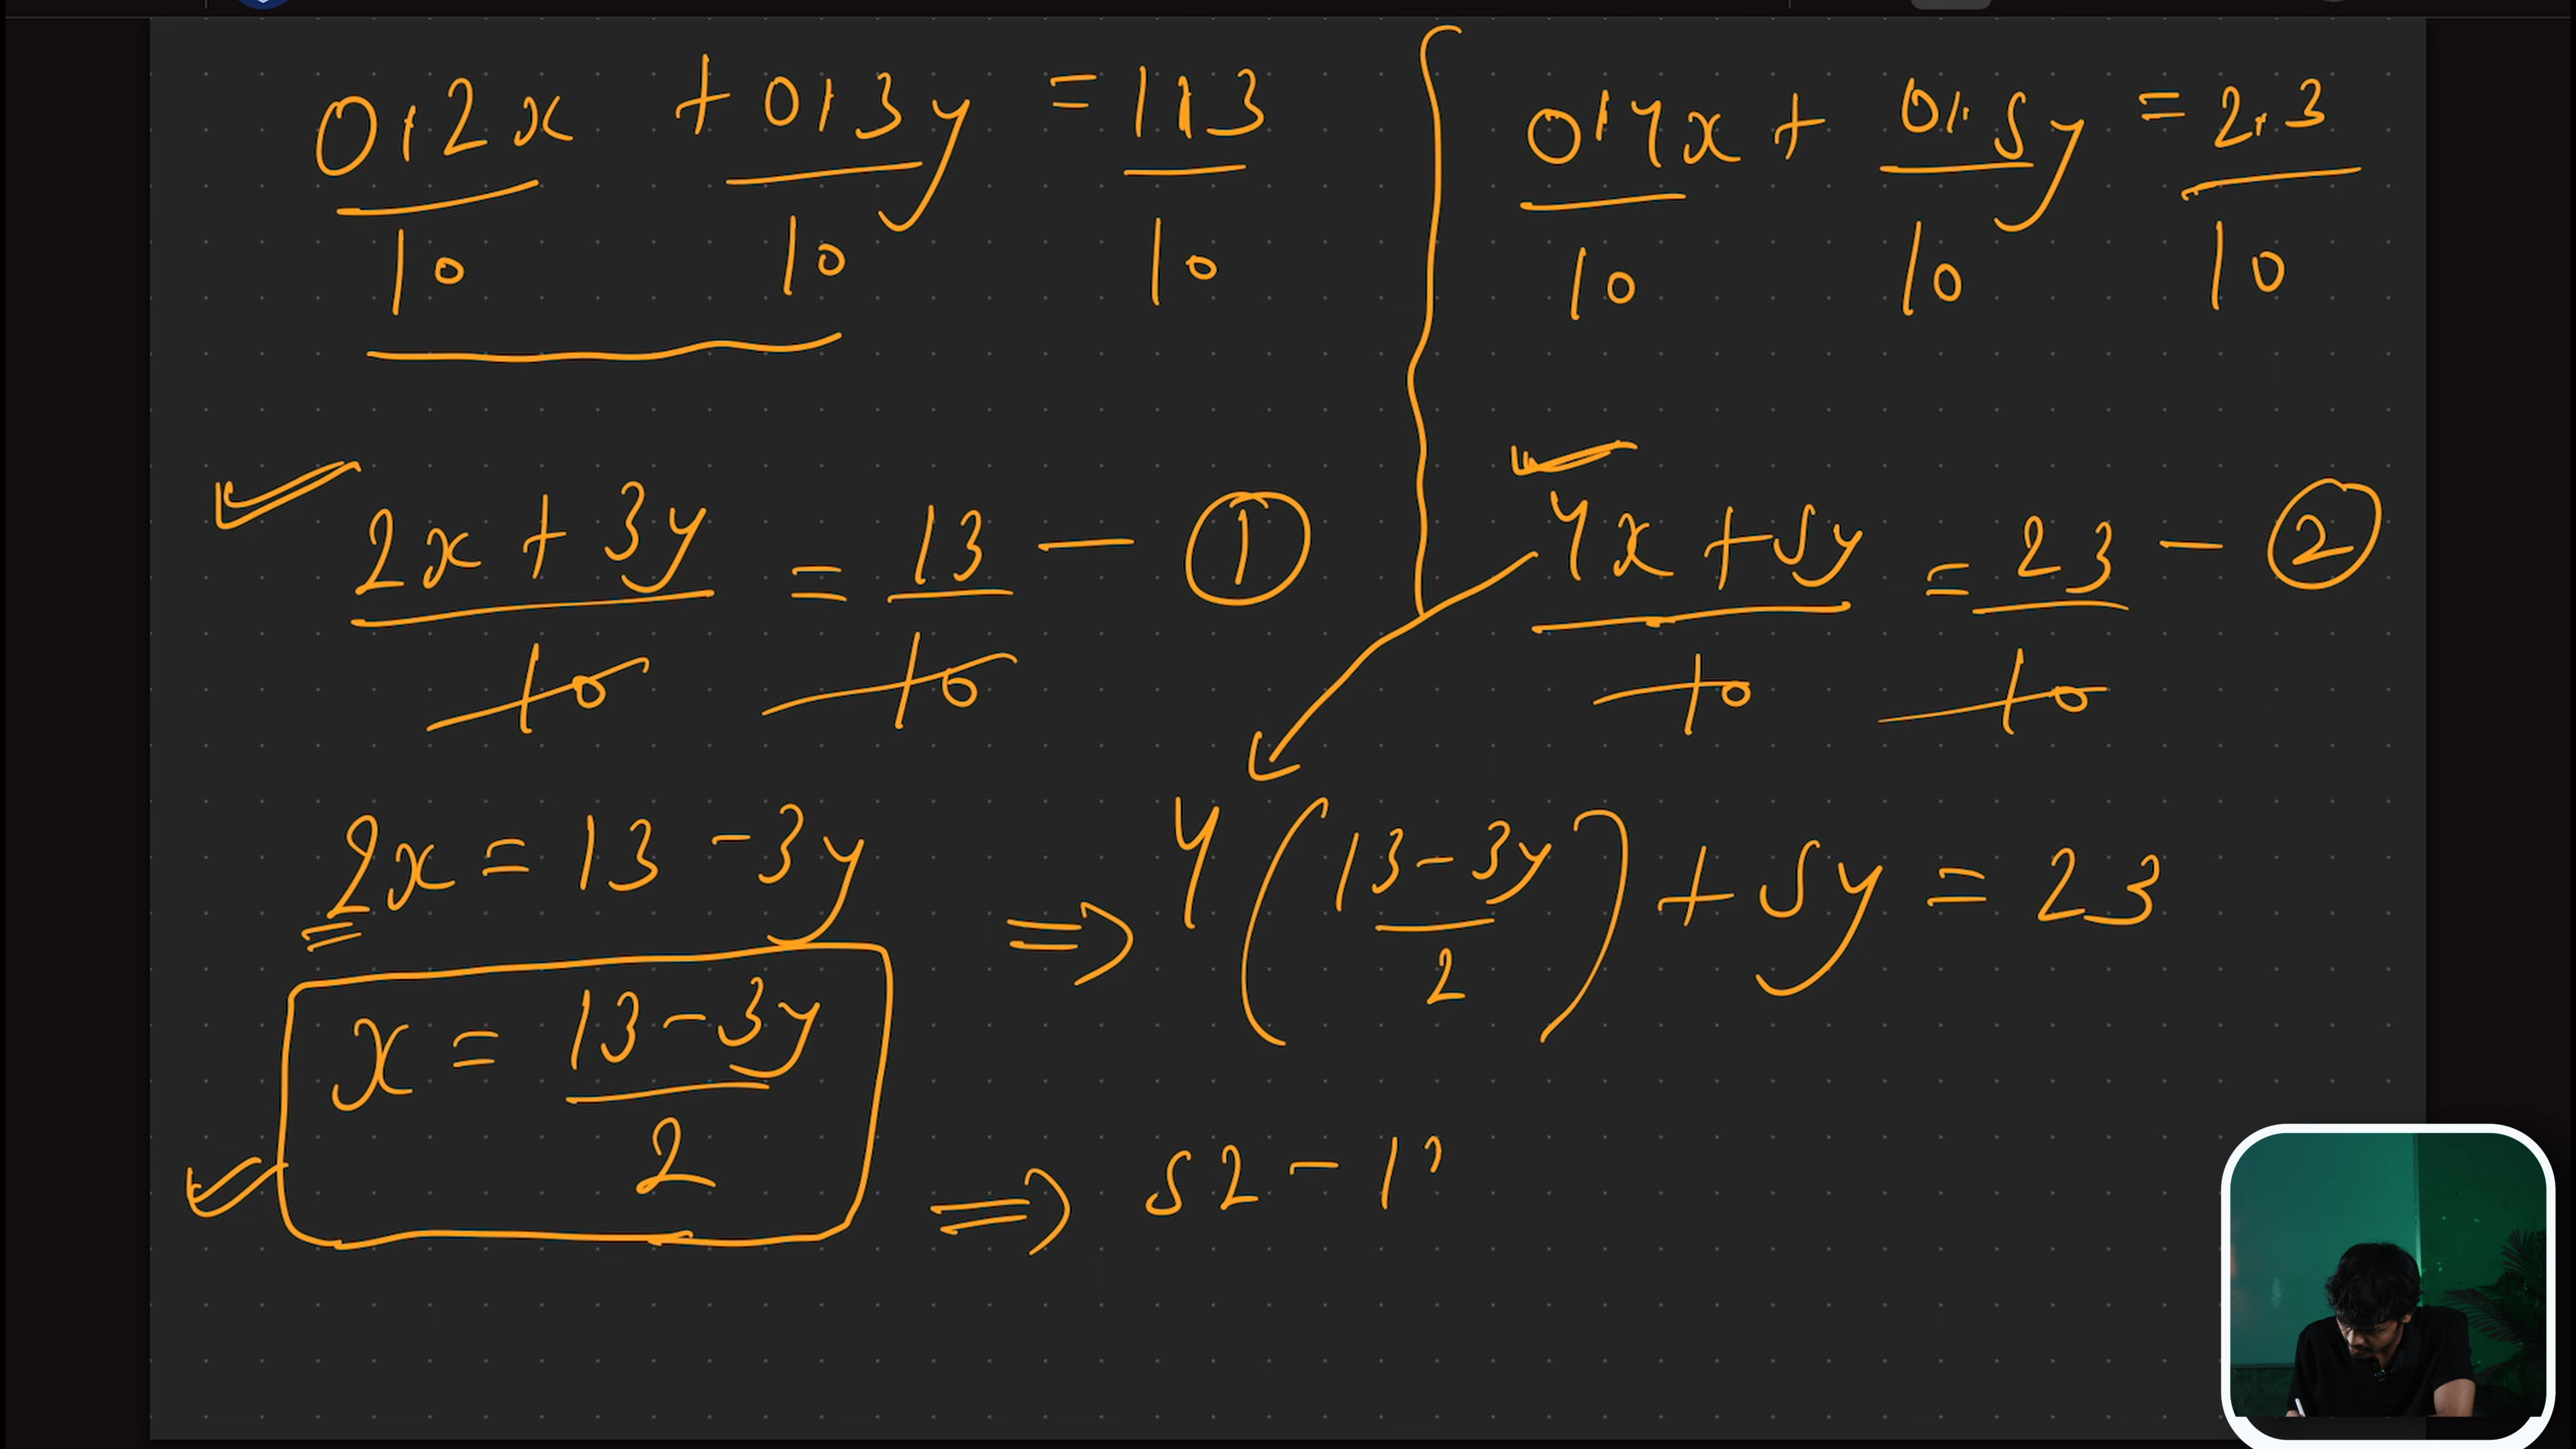 0.2x + 0.3y = 1.3
10 10 10
2x + 3y = 13 — ①
10 10
2x = 13 - 3y
x = 13 - 3y
2
0.4x + 0.5y = 2.3
10 10 10
4x + 5y = 23 — ②
10 10
⇒ 4 ( 13 - 3y ) + 5y = 23
2
⇒ 52 - 1